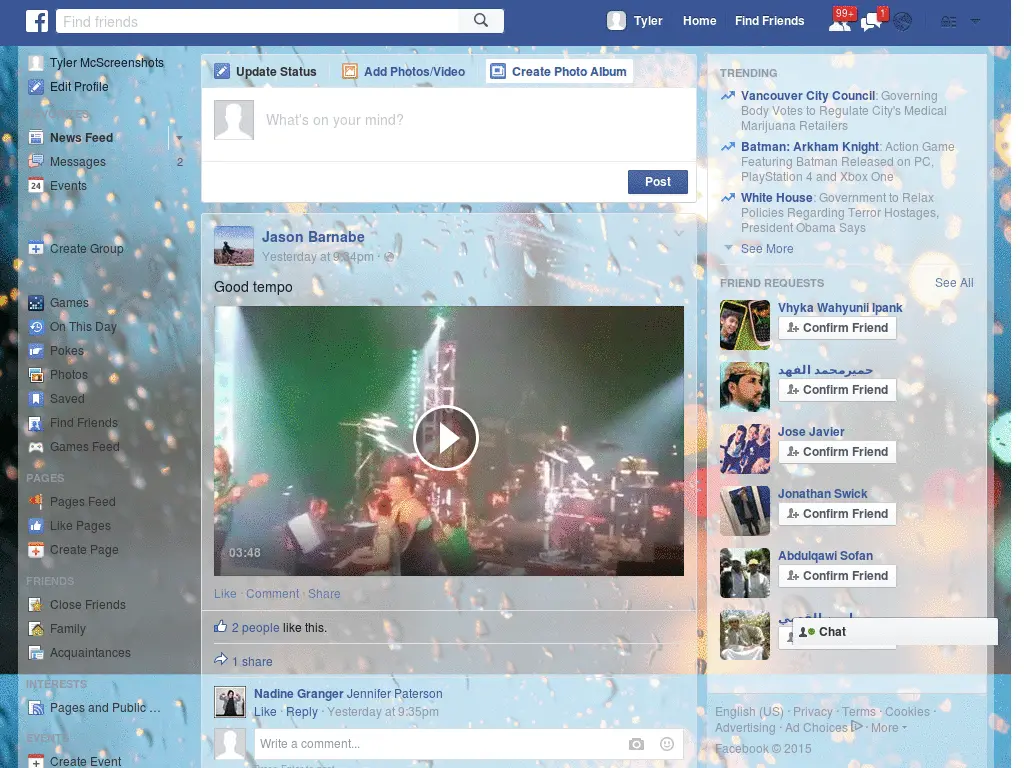 Find friends
Tyler
Home
Find Friends
99+
1
Tyler McScreenshots
Edit Profile
FAVORITES
News Feed
Messages
2
24
Events
Create Group
Games
On This Day
Pokes
Photos
Saved
Find Friends
Games Feed
PAGES
Pages Feed
Like Pages
Create Page
FRIENDS
Close Friends
Family
Acquaintances
INTERESTS
Pages and Public ...
EVENTS
Create Event
Update Status
Add Photos/Video
Create Photo Album
What's on your mind?
Post
Jason Barnabe
Yesterday at 9:34pm ·
Good tempo
03:48
Like · Comment · Share
2 people like this.
1 share
Nadine Granger Jennifer Paterson
Like · Reply · Yesterday at 9:35pm
Write a comment...
TRENDING
Vancouver City Council: Governing
Body Votes to Regulate City's Medical
Marijuana Retailers
Batman: Arkham Knight: Action Game
Featuring Batman Released on PC,
PlayStation 4 and Xbox One
White House: Government to Relax
Policies Regarding Terror Hostages,
President Obama Says
See More
FRIEND REQUESTS
See All
Vhyka Wahyunii Ipank
Confirm Friend
حميرمحمد الفهد
Confirm Friend
Jose Javier
Confirm Friend
Jonathan Swick
Confirm Friend
Abdulqawi Sofan
Confirm Friend
Chat
English (US) · Privacy · Terms · Cookies ·
Advertising · Ad Choices · More
Facebook © 2015